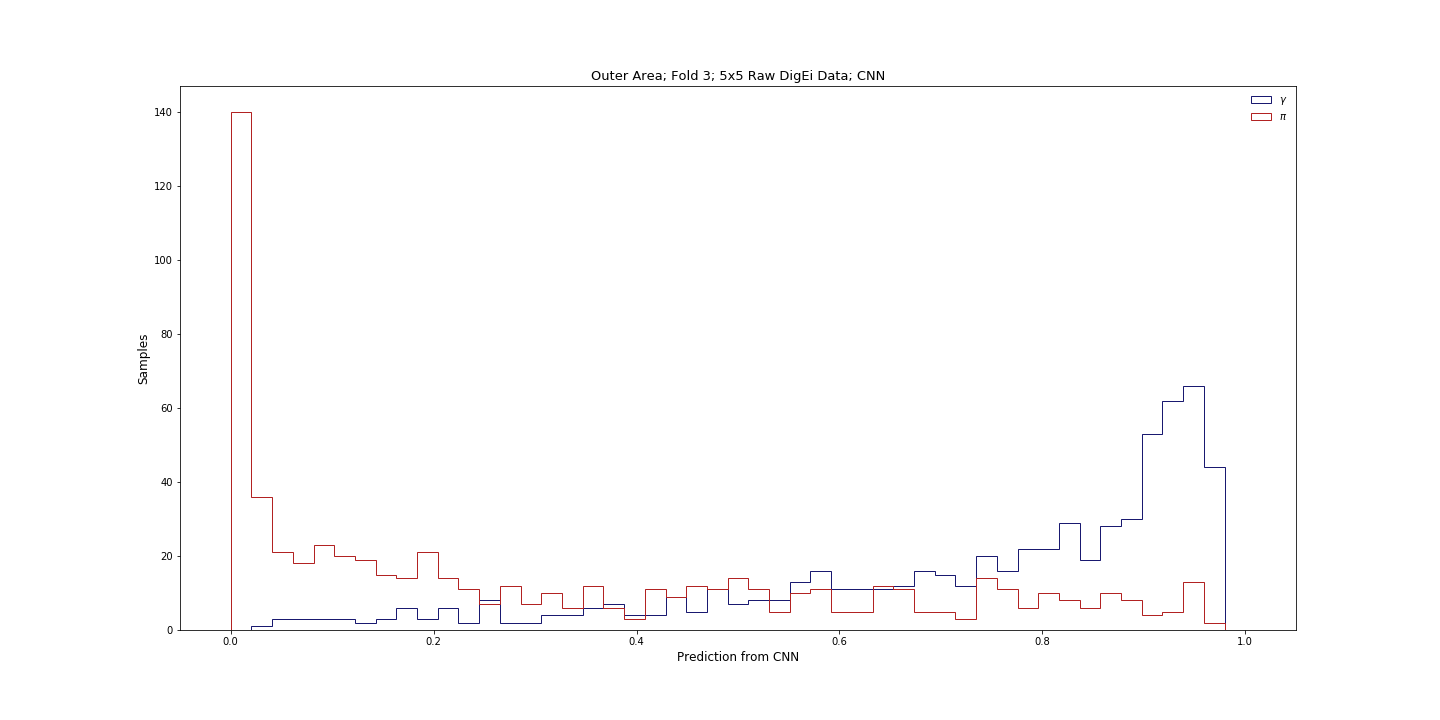 Outer Area; Fold 3; 5x5 Raw DigEi Data; CNN
γ
π
140
120
100
80
60
40
20
0
Samples
0.0 0.2 0.4 0.6 0.8 1.0
Prediction from CNN